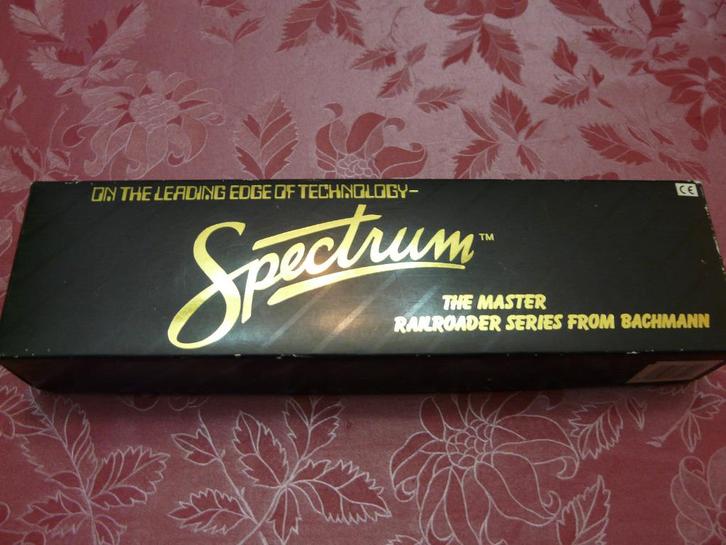 ON THE LEADING EDGE OF TECHNOLOGY-
CE
Spectrum™
THE MASTER
RAILROADER SERIES FROM BACHMANN